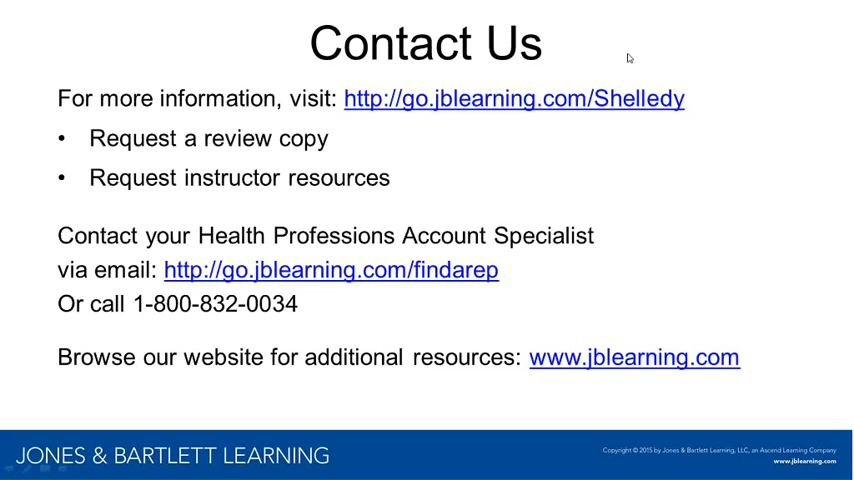 Contact Us
For more information, visit: http://go.jblearning.com/Shelledy
• Request a review copy
• Request instructor resources
Contact your Health Professions Account Specialist
via email: http://go.jblearning.com/findarep
Or call 1-800-832-0034
Browse our website for additional resources: www.jblearning.com
JONES & BARTLETT LEARNING
Copyright © 2015 by Jones & Bartlett Learning, LLC, an Ascend Learning Company
www.jblearning.com